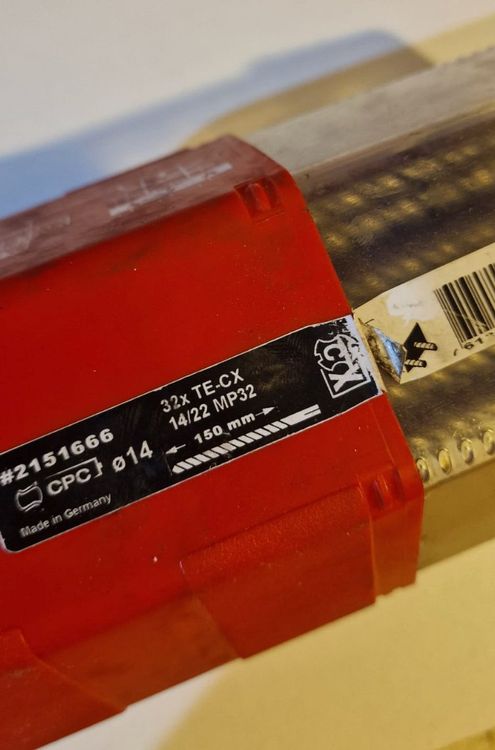 #2151666
CPC
ø14
Made in Germany
32x TE-CX
14/22 MP32
150 mm
CX